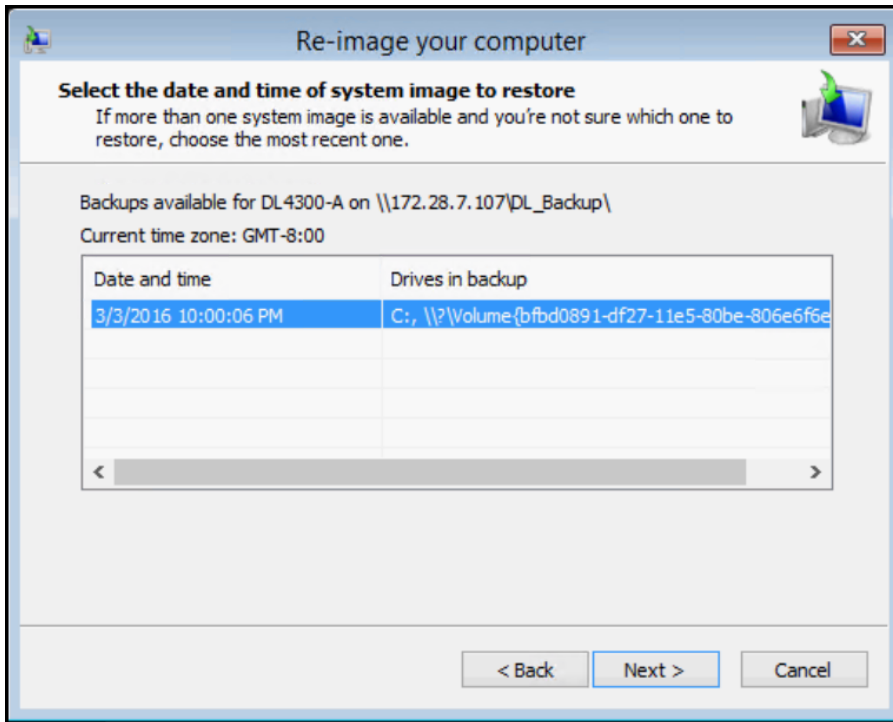 Re-image your computer
Select the date and time of system image to restore
If more than one system image is available and you're not sure which one to
restore, choose the most recent one.
Backups available for DL4300-A on \\172.28.7.107\DL_Backup\
Current time zone: GMT-8:00
Date and time Drives in backup
3/3/2016 10:00:06 PM C:, \\?\Volume{bfbd0891-df27-11e5-80be-806e6f6e
< Back Next > Cancel